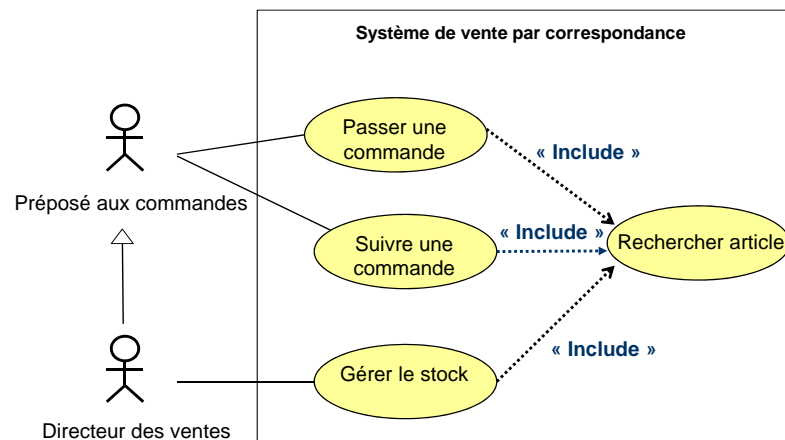 Système de vente par correspondance
Passer une
commande
« Include »
Préposé aux commandes
Suivre une
commande
« Include »
Rechercher article
Gérer le stock
« Include »
Directeur des ventes